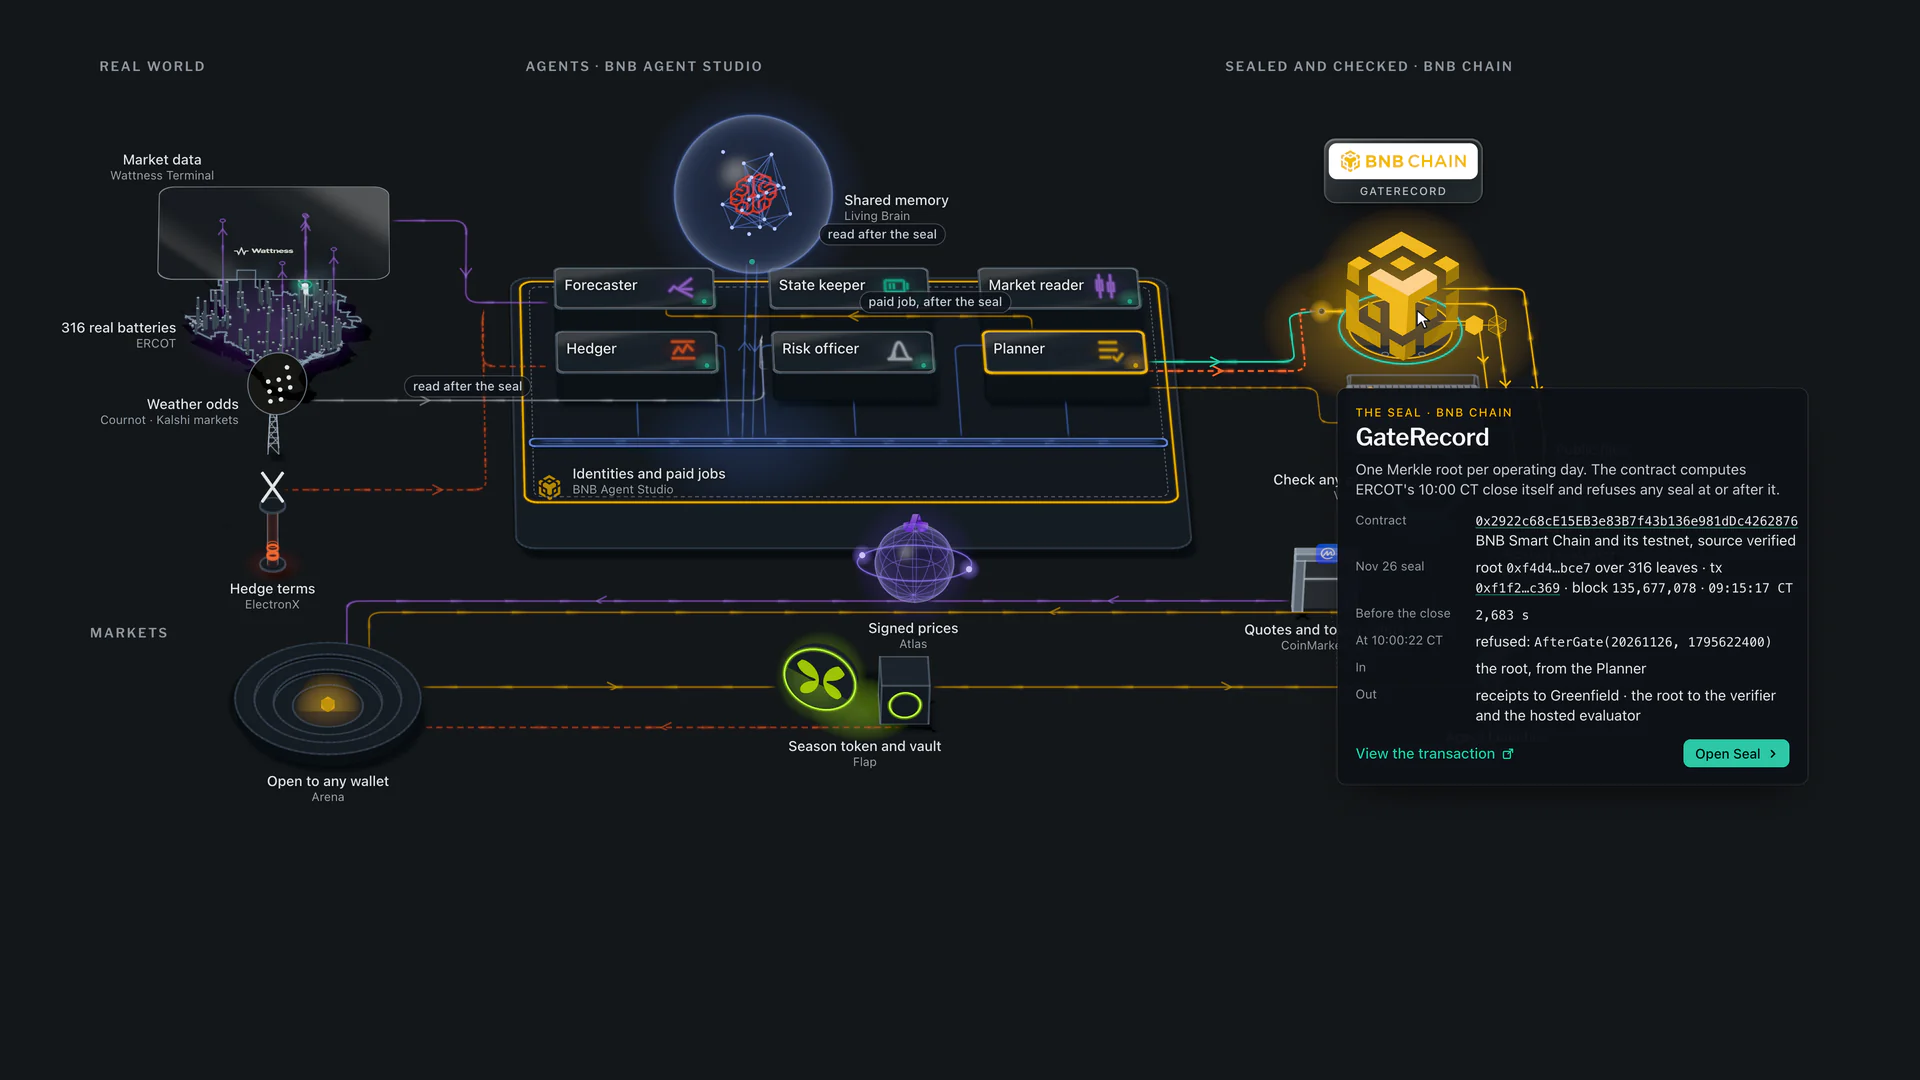 REAL WORLD
AGENTS · BNB AGENT STUDIO
SEALED AND CHECKED · BNB CHAIN
Market data
Wattness Terminal
Wattness
316 real batteries
ERCOT
Weather odds
Cournot · Kalshi markets
read after the seal
Hedge terms
ElectronX
Shared memory
Living Brain
read after the seal
Forecaster
State keeper
Market reader
paid job, after the seal
Hedger
Risk officer
Planner
Identities and paid jobs
BNB Agent Studio
BNB CHAIN
GATERECORD
Check any
Quotes and to
CoinMarke
MARKETS
Signed prices
Atlas
Season token and vault
Flap
Open to any wallet
Arena
THE SEAL · BNB CHAIN
GateRecord
One Merkle root per operating day. The contract computes
ERCOT's 10:00 CT close itself and refuses any seal at or after it.
Contract
0x2922c68cE15EB3e83B7f43b136e981dDc4262876
BNB Smart Chain and its testnet, source verified
Nov 26 seal
root 0xf4d4…bce7 over 316 leaves · tx
0xf1f2…c369 · block 135,677,078 · 09:15:17 CT
Before the close
2,683 s
At 10:00:22 CT
refused: AfterGate(20261126, 1795622400)
In
the root, from the Planner
Out
receipts to Greenfield · the root to the verifier
and the hosted evaluator
View the transaction
Open Seal